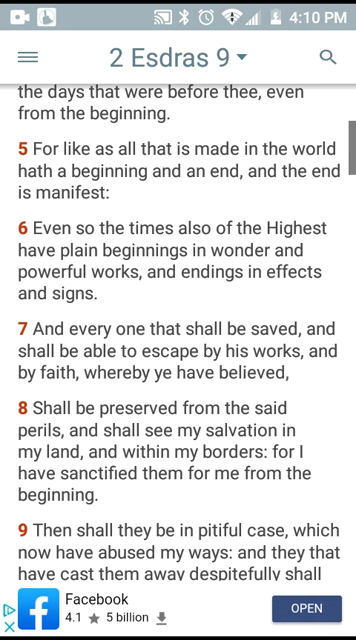 4:10 PM
2 Esdras 9
the days that were before thee, even
from the beginning.
5 For like as all that is made in the world
hath a beginning and an end, and the end
is manifest:
6 Even so the times also of the Highest
have plain beginnings in wonder and
powerful works, and endings in effects
and signs.
7 And every one that shall be saved, and
shall be able to escape by his works, and
by faith, whereby ye have believed,
8 Shall be preserved from the said
perils, and shall see my salvation in
my land, and within my borders: for I
have sanctified them for me from the
beginning.
9 Then shall they be in pitiful case, which
now have abused my ways: and they that
have cast them away despitefully shall
Facebook
4.1 ★ 5 billion
OPEN